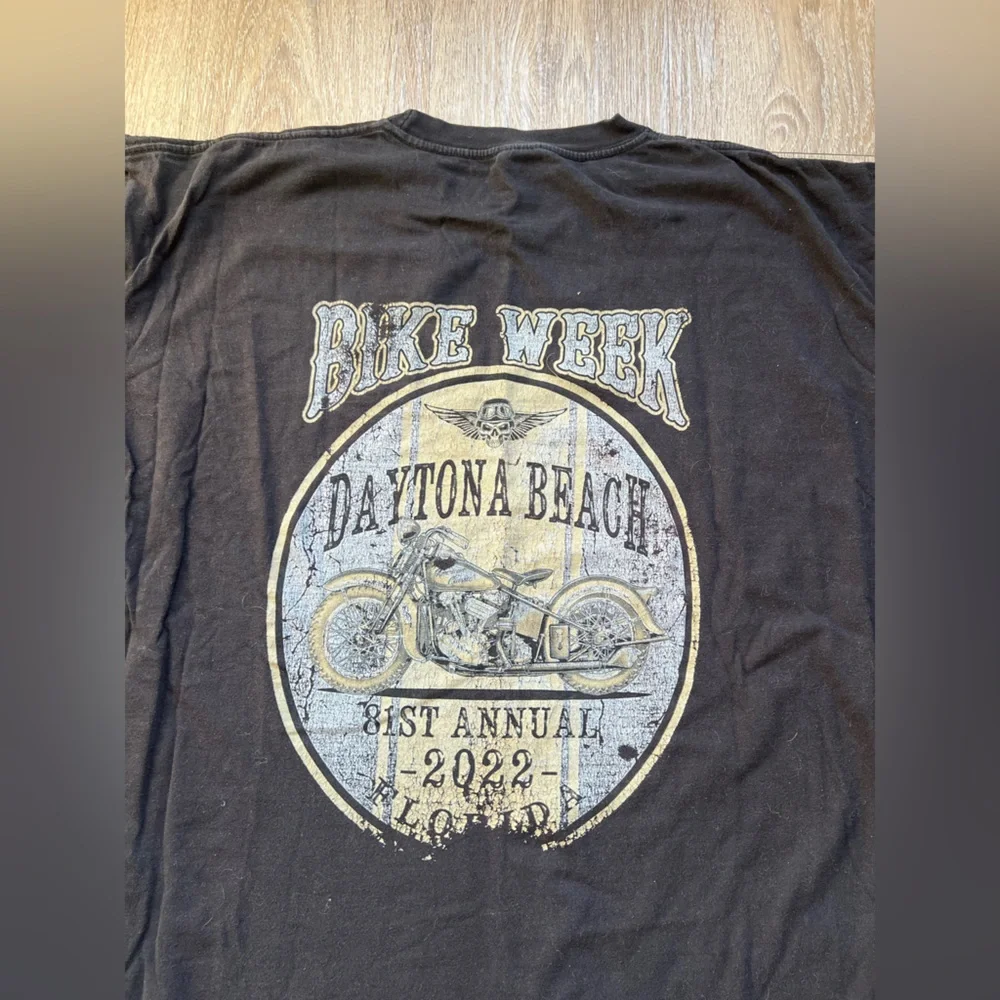 BIKE WEEK
DAYTONA BEACH
81ST ANNUAL
-2022-
FLORIDA